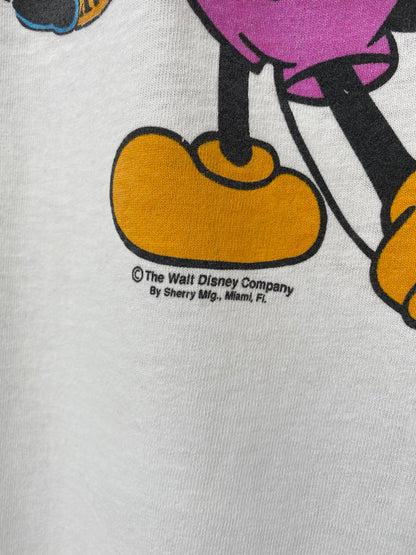 ©The Walt Disney Company
By Sherry Mfg., Miami, Fl.